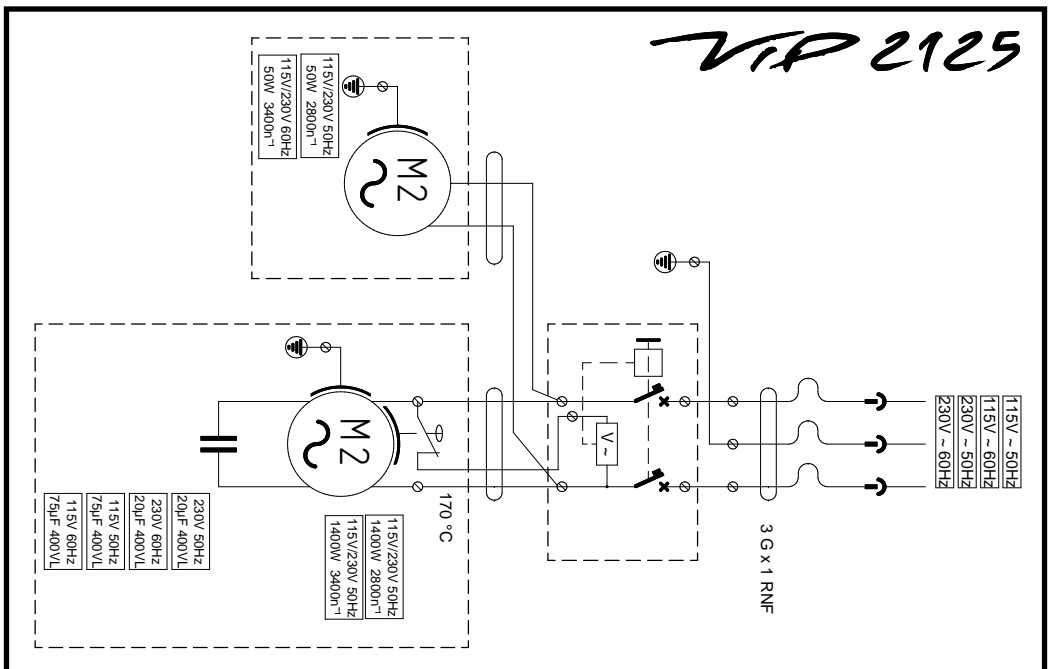 VIP 2125
115V/230V 50Hz
50W 2800n⁻¹
115V/230V 60Hz
50W 3400n⁻¹
M2
115V ~ 50Hz
115V ~ 60Hz
230V ~ 50Hz
230V ~ 60Hz
M2
V ~
170 °C
3 G x 1 RNF
115V/230V 50Hz
1400W 2800n⁻¹
115V/230V 50Hz
1400W 3400n⁻¹
230V 50Hz
20µF 400VL
230V 60Hz
20µF 400VL
115V 50Hz
75µF 400VL
115V 60Hz
75µF 400VL